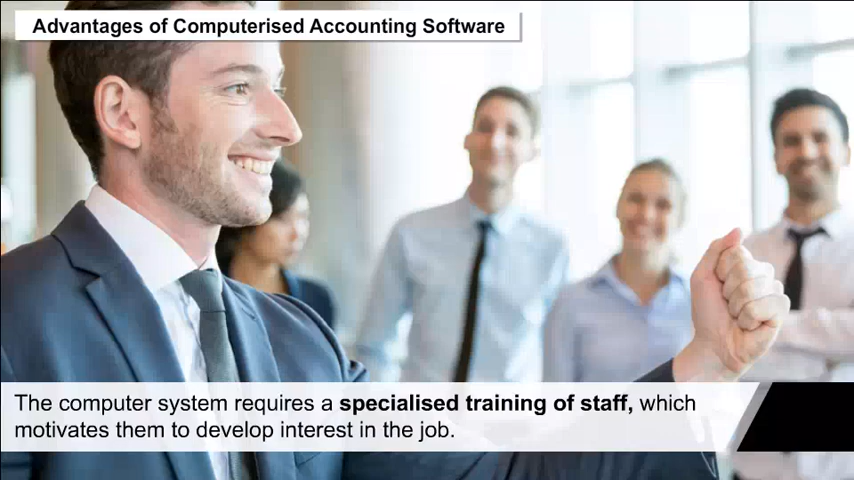 Advantages of Computerised Accounting Software
The computer system requires a specialised training of staff, which
motivates them to develop interest in the job.